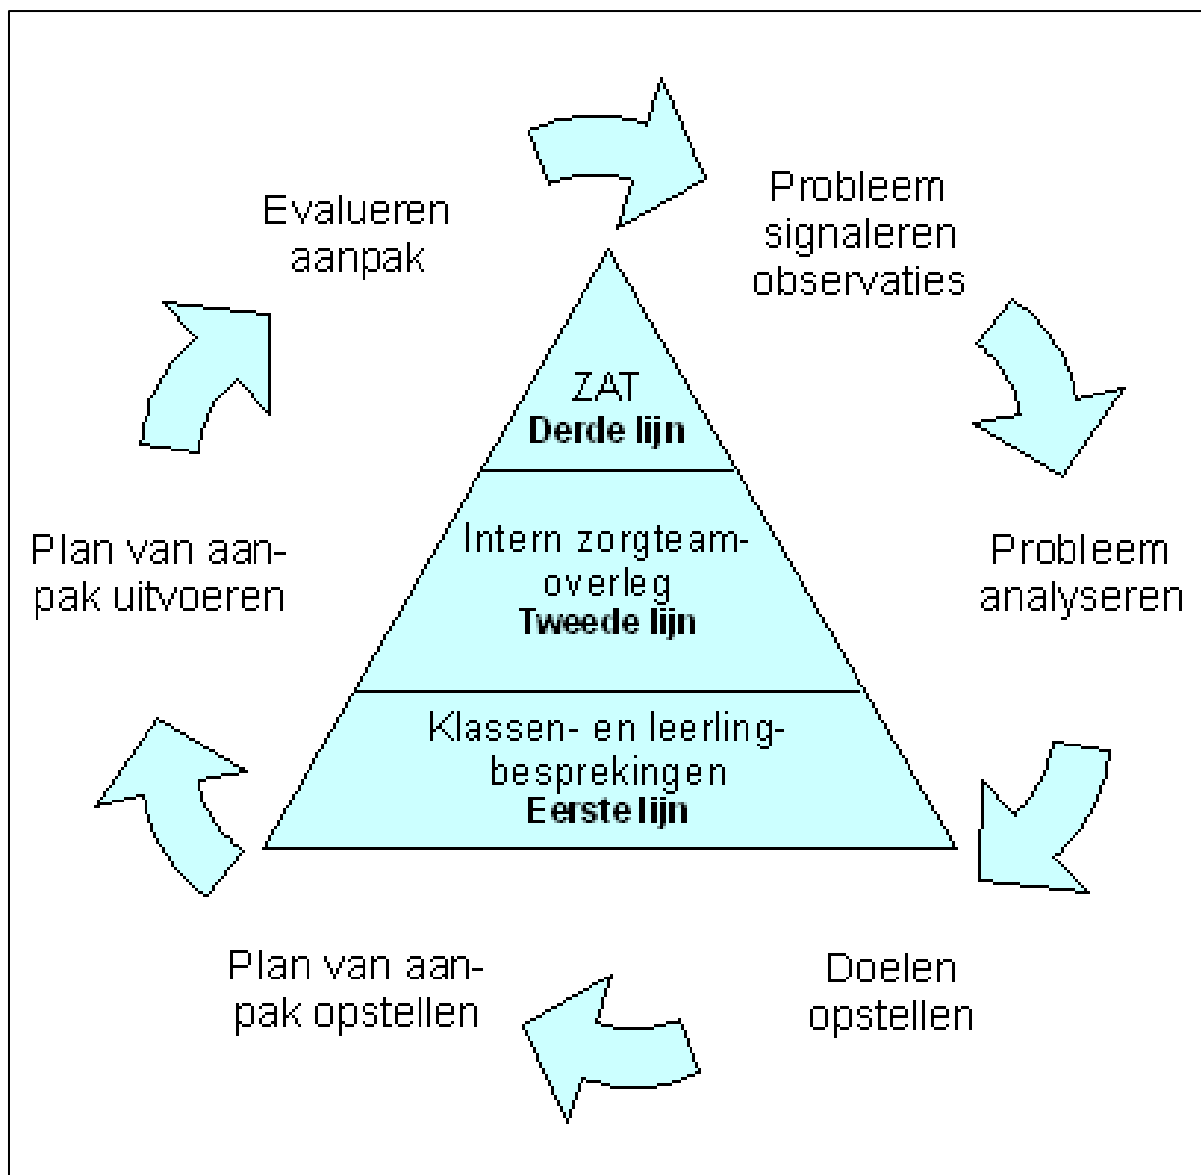 Evalueren
aanpak
Probleem
signaleren
observaties
Probleem
analyseren
Doelen
opstellen
Plan van aan-
pak opstellen
Plan van aan-
pak uitvoeren
ZAT
Derde lijn
Intern zorgteam-
overleg
Tweede lijn
Klassen- en leerling-
besprekingen
Eerste lijn